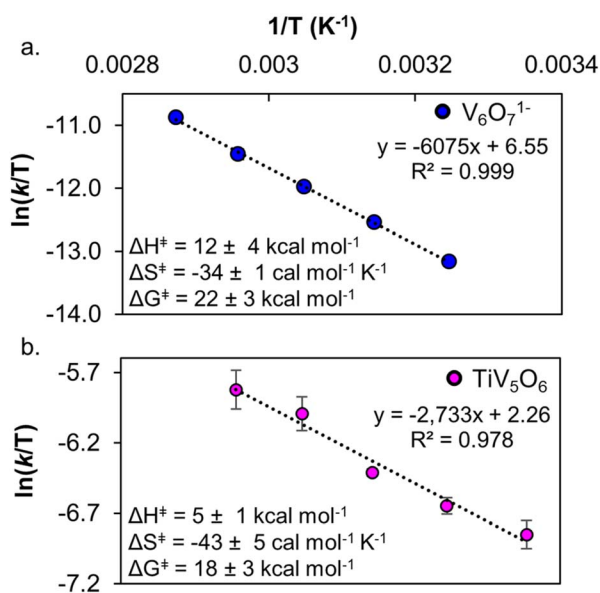 1/T (K⁻¹)
a.
0.0028 0.003 0.0032 0.0034
ln(k/T)
-11.0
-12.0
-13.0
-14.0
V₆O₇¹⁻
y = -6075x + 6.55
R² = 0.999
ΔH‡ = 12 ± 4 kcal mol⁻¹
ΔS‡ = -34 ± 1 cal mol⁻¹ K⁻¹
ΔG‡ = 22 ± 3 kcal mol⁻¹
b.
ln(k/T)
-5.7
-6.2
-6.7
-7.2
TiV₅O₆
y = -2,733x + 2.26
R² = 0.978
ΔH‡ = 5 ± 1 kcal mol⁻¹
ΔS‡ = -43 ± 5 cal mol⁻¹ K⁻¹
ΔG‡ = 18 ± 3 kcal mol⁻¹